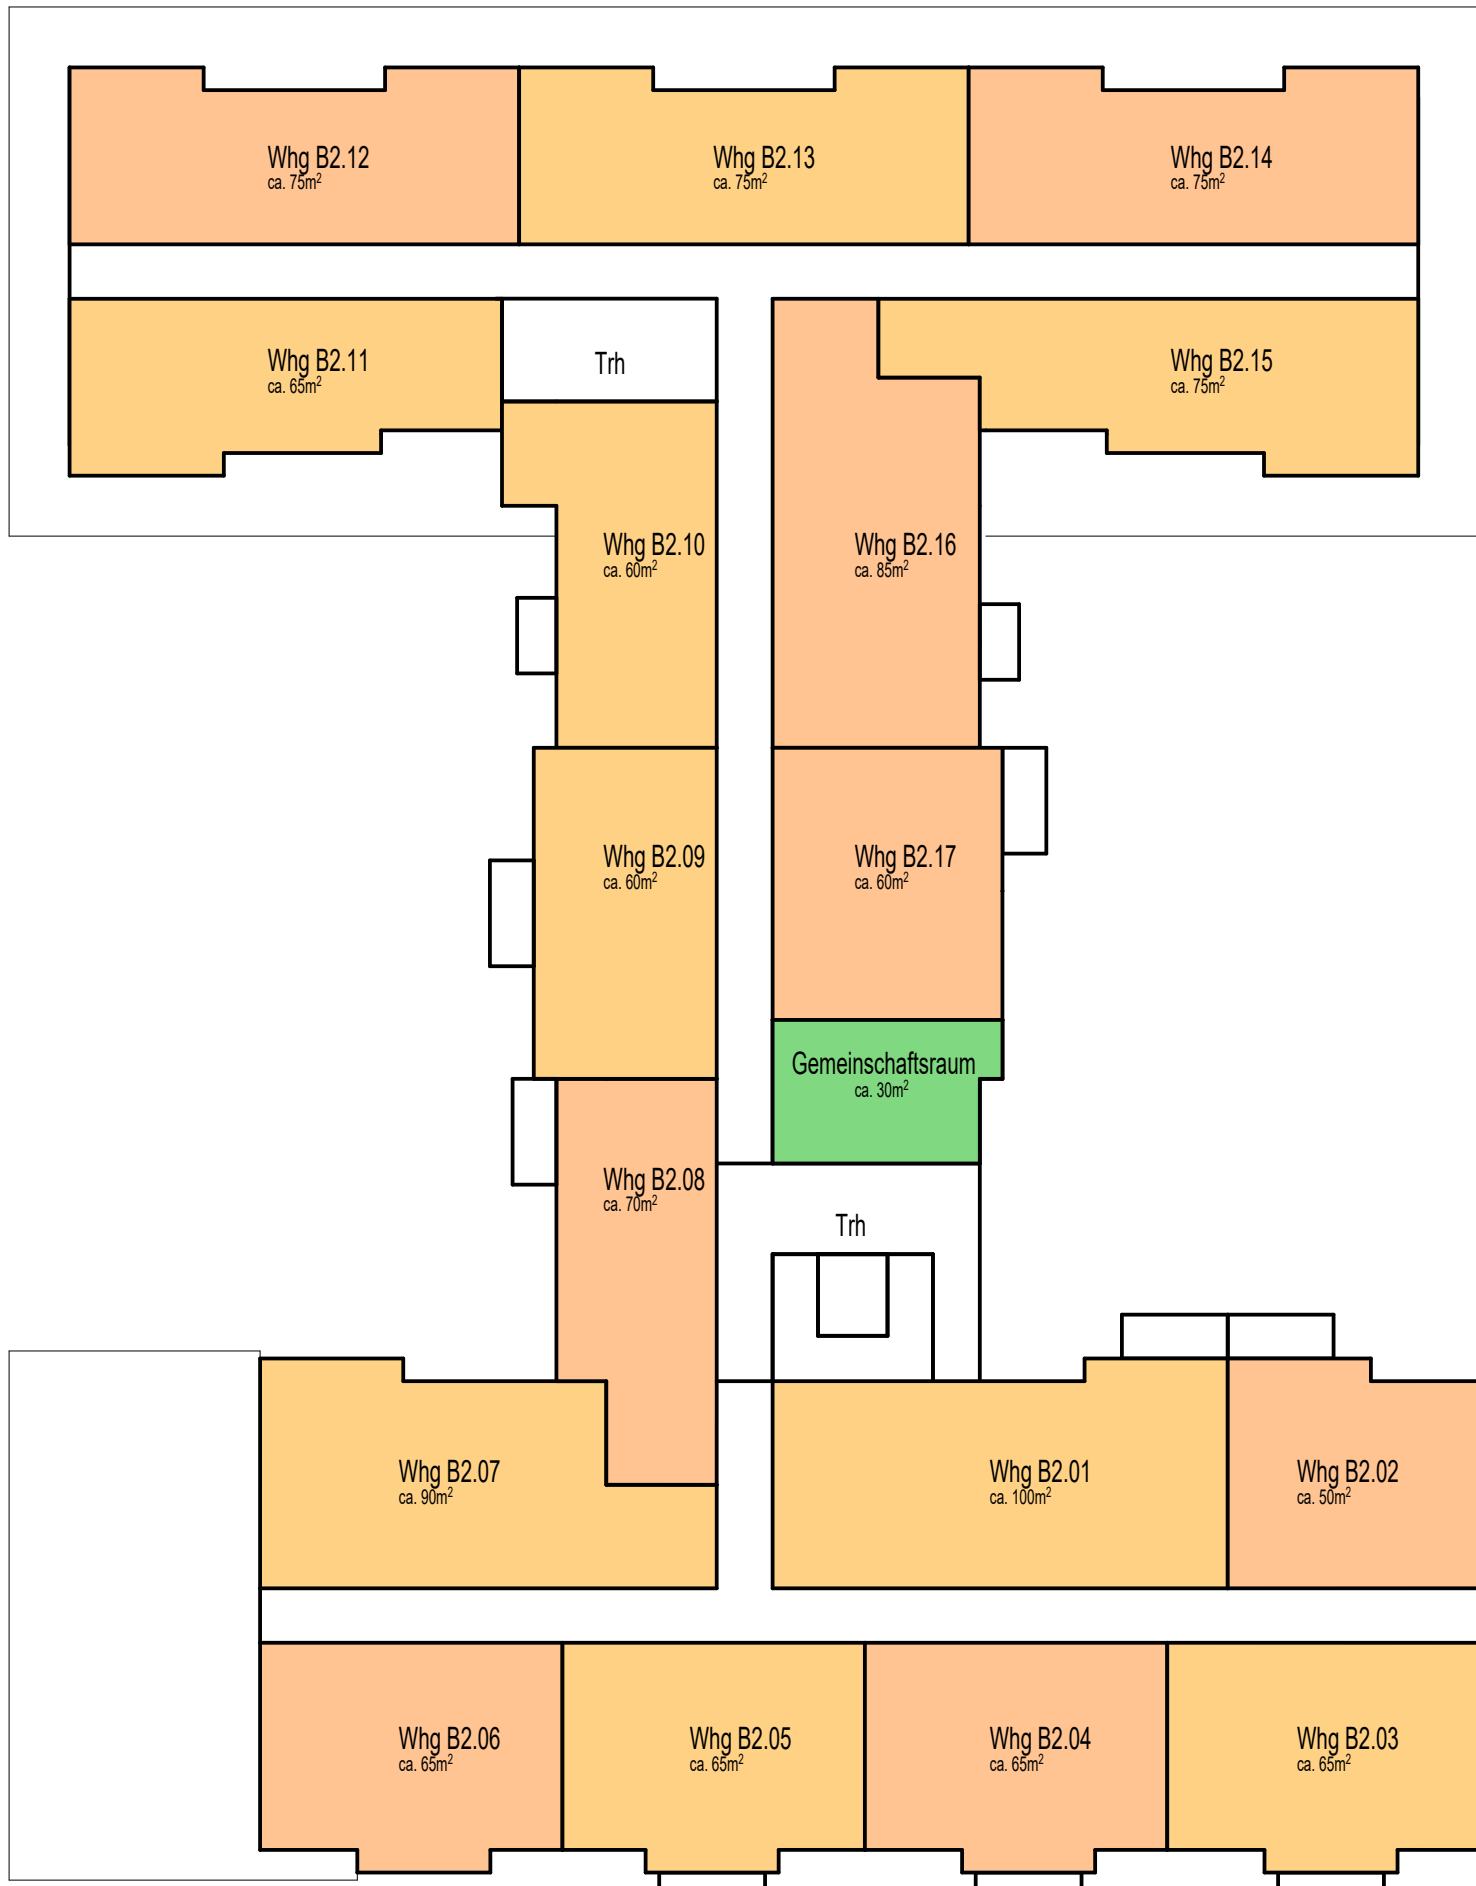 Whg B2.12
ca. 75m²
Whg B2.13
ca. 75m²
Whg B2.14
ca. 75m²
Whg B2.11
ca. 65m²
Trh
Whg B2.15
ca. 75m²
Whg B2.10
ca. 60m²
Whg B2.16
ca. 85m²
Whg B2.09
ca. 60m²
Whg B2.17
ca. 60m²
Gemeinschaftsraum
ca. 30m²
Whg B2.08
ca. 70m²
Trh
Whg B2.07
ca. 90m²
Whg B2.01
ca. 100m²
Whg B2.02
ca. 50m²
Whg B2.06
ca. 65m²
Whg B2.05
ca. 65m²
Whg B2.04
ca. 65m²
Whg B2.03
ca. 65m²